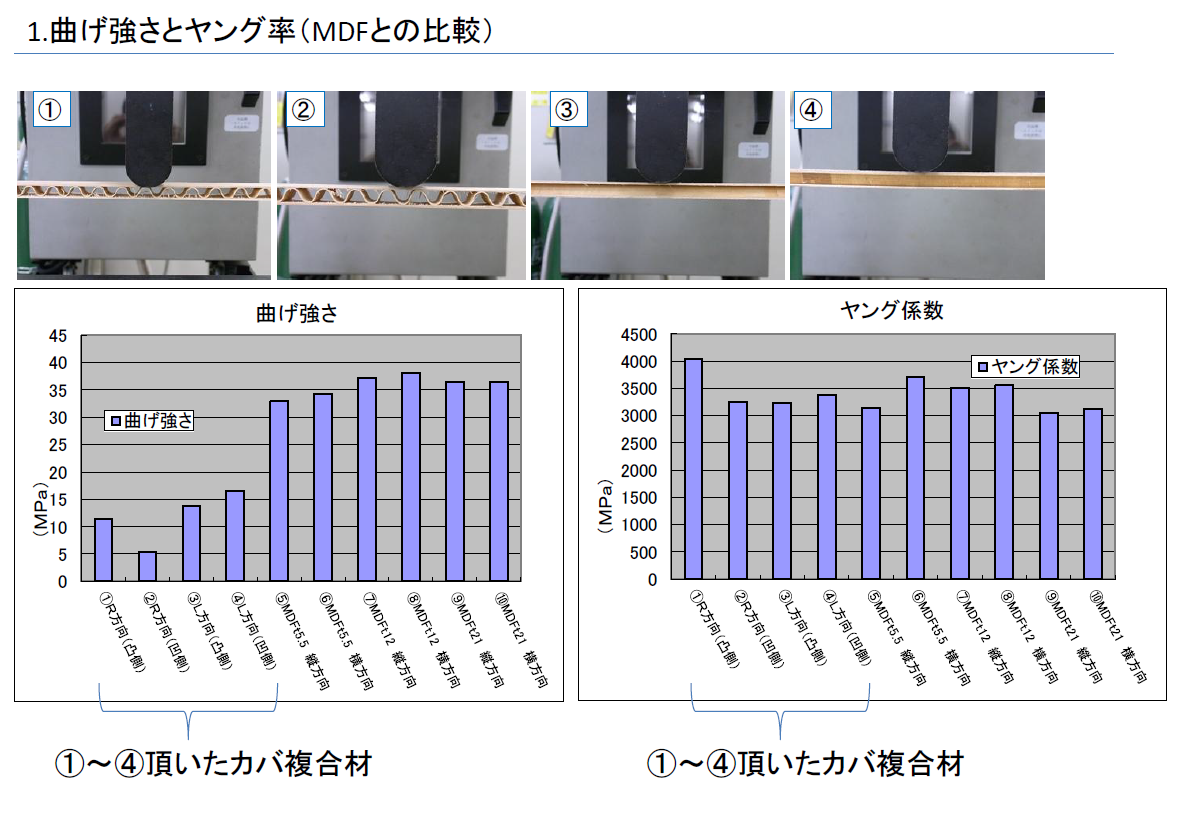 1.曲げ強さとヤング率（MDFとの比較）
①
②
③
④
曲げ強さ
45
40
35
30
25
20
15
10
5
0
（MPa）
曲げ強さ
①R方向（凸側）
②R方向（凹側）
③L方向（凸側）
④L方向（凹側）
⑤MDFt5.5 縦方向
⑥MDFt5.5 横方向
⑦MDFt12 縦方向
⑧MDFt12 横方向
⑨MDFt21 縦方向
⑩MDFt21 横方向
①～④頂いたカバ複合材
ヤング係数
4500
4000
3500
3000
2500
2000
1500
1000
500
0
（MPa）
ヤング係数
①R方向（凸側）
②R方向（凹側）
③L方向（凸側）
④L方向（凹側）
⑤MDFt5.5 縦方向
⑥MDFt5.5 横方向
⑦MDFt12 縦方向
⑧MDFt12 横方向
⑨MDFt21 縦方向
⑩MDFt21 横方向
①～④頂いたカバ複合材